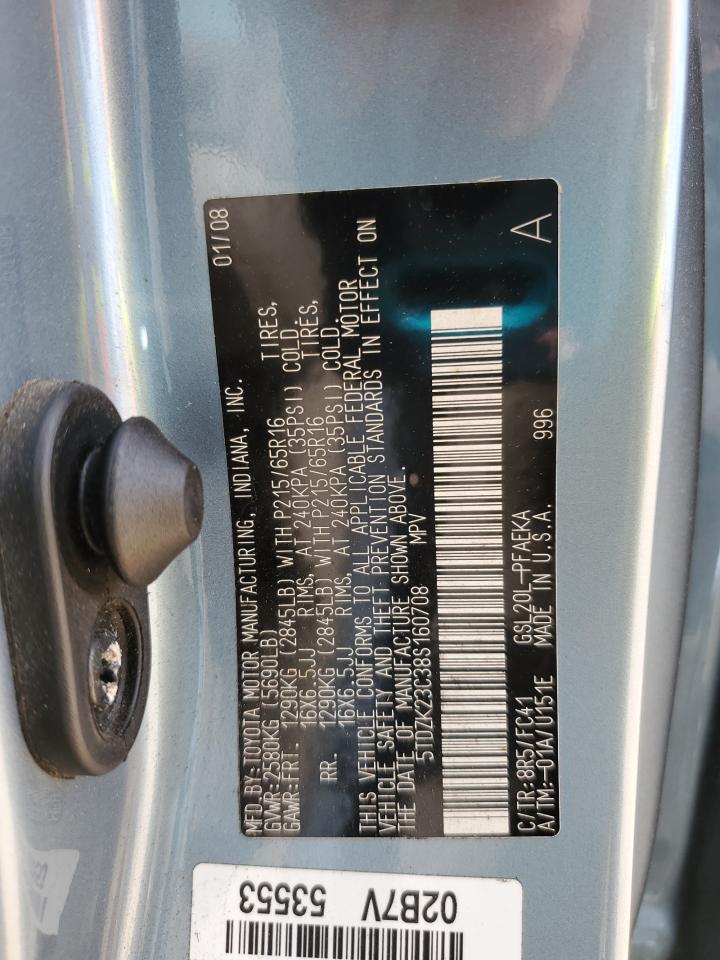 MFD.BY:TOYOTA MOTOR MANUFACTURING, INDIANA, INC. 01/08
GVWR:2580KG (5690LB)
GAWR:FRT. 1290KG (2845LB) WITH P215/65R16 TIRES,
16X6.5JJ RIMS, AT 240KPA (35PSI) COLD.
RR. 1290KG (2845LB) WITH P215/65R16 TIRES,
16X6.5JJ RIMS, AT 240KPA (35PSI) COLD.
THIS VEHICLE CONFORMS TO ALL APPLICABLE FEDERAL MOTOR
VEHICLE SAFETY AND THEFT PREVENTION STANDARDS IN EFFECT ON
THE DATE OF MANUFACTURE SHOWN ABOVE.
5TDZK23C38S160708 MPV
C/TR:8R5/FC41 GSL20L-PFAEKA 996 A
A/TM:-01A/U151E MADE IN U.S.A.
53553
02B7V